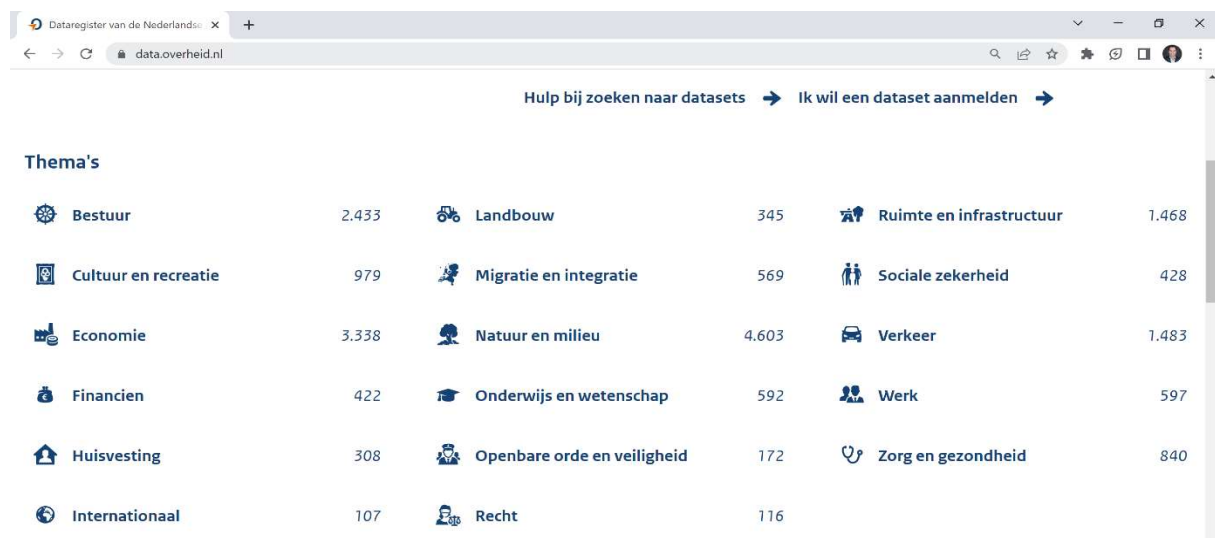 Dataregister van de Nederlandse
data.overheid.nl
Hulp bij zoeken naar datasets Ik wil een dataset aanmelden
Thema's
Bestuur 2.433 Landbouw 345 Ruimte en infrastructuur 1.468
Cultuur en recreatie 979 Migratie en integratie 569 Sociale zekerheid 428
Economie 3.338 Natuur en milieu 4.603 Verkeer 1.483
Financien 422 Onderwijs en wetenschap 592 Werk 597
Huisvesting 308 Openbare orde en veiligheid 172 Zorg en gezondheid 840
Internationaal 107 Recht 116